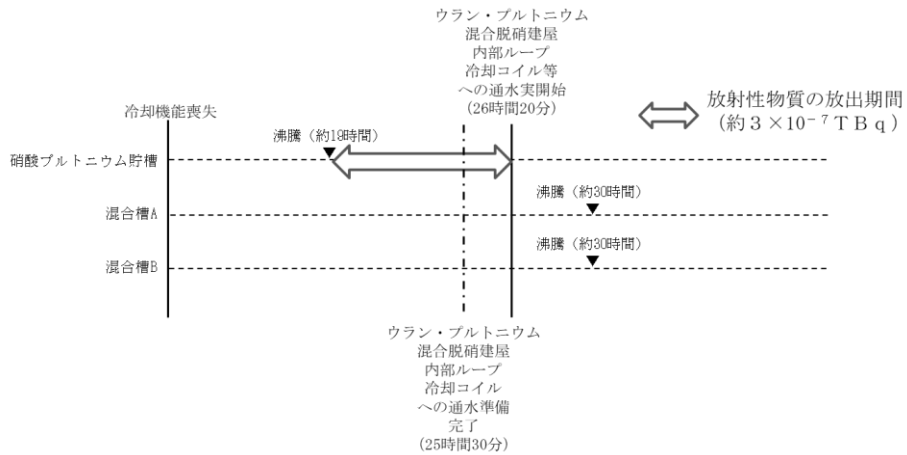 ウラン・プルトニウム
混合脱硝建屋
内部ループ
冷却コイル等
への通水実開始
(26時間20分)
冷却機能喪失
放射性物質の放出期間
(約3×10⁻⁷TBq)
沸騰（約19時間）
硝酸プルトニウム貯槽
沸騰（約30時間）
混合槽A
沸騰（約30時間）
混合槽B
ウラン・プルトニウム
混合脱硝建屋
内部ループ
冷却コイル
への通水準備
完了
(25時間30分)